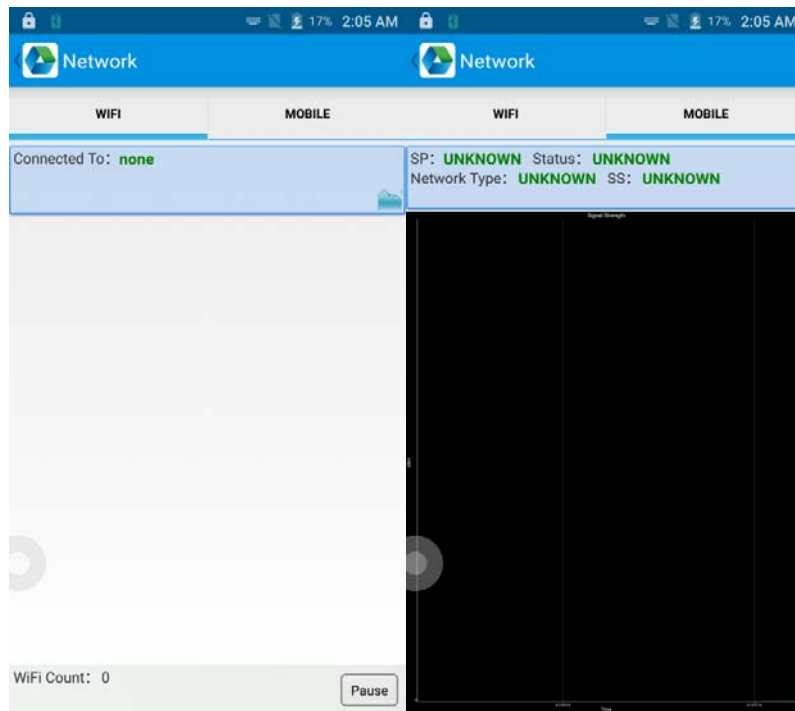 17% 2:05 AM
Network
WIFI MOBILE
Connected To: none
WiFi Count: 0
Pause
17% 2:05 AM
Network
WIFI MOBILE
SP: UNKNOWN Status: UNKNOWN
Network Type: UNKNOWN SS: UNKNOWN
Signal Strength
Time